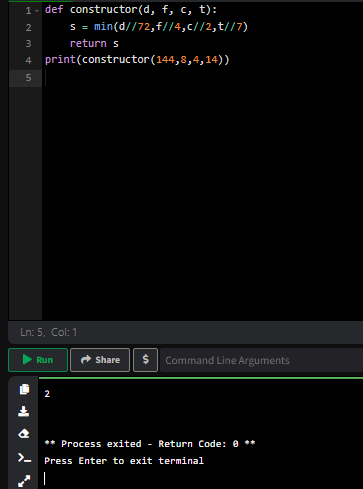 1 def constructor(d, f, c, t):
2     s = min(d//72,f//4,c//2,t//7)
3     return s
4 print(constructor(144,8,4,14))
5
Ln: 5, Col: 1
Run Share $ Command Line Arguments
2
** Process exited - Return Code: 0 **
Press Enter to exit terminal